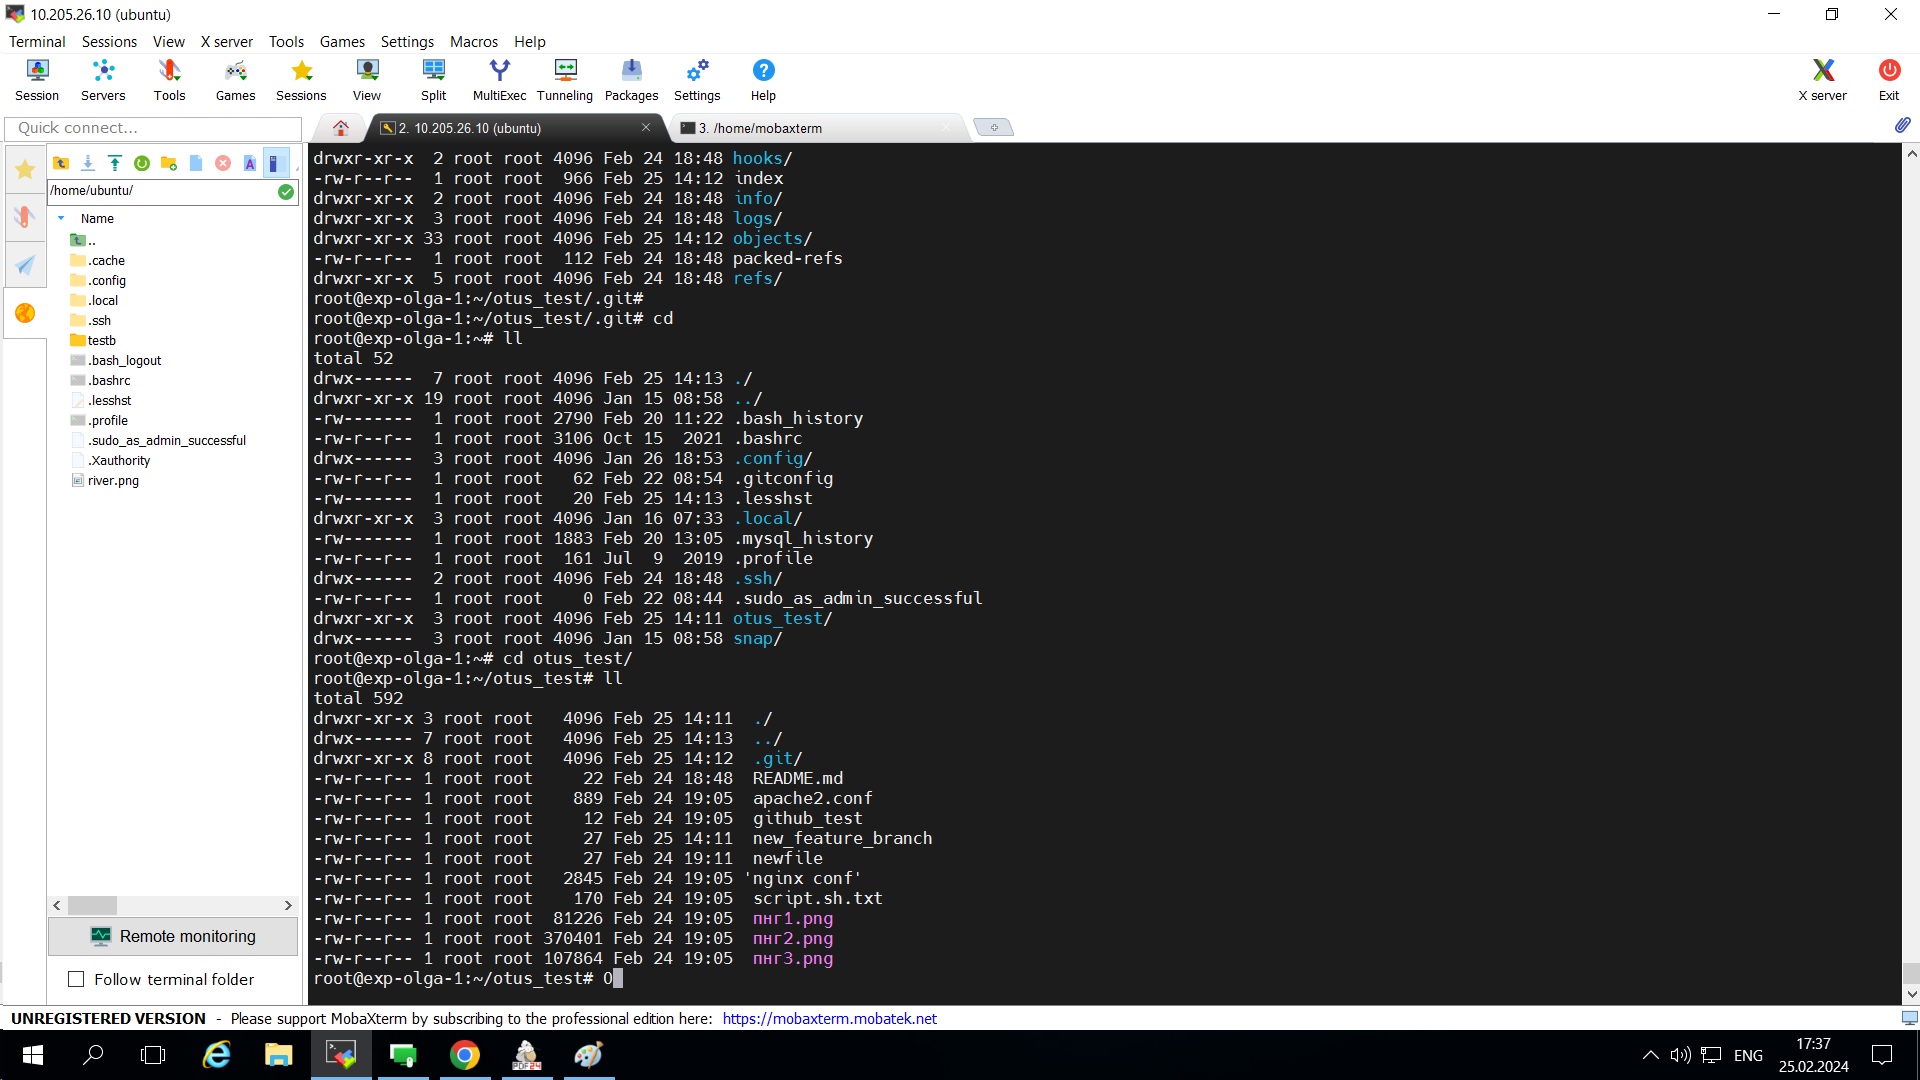 10.205.26.10 (ubuntu)
Terminal Sessions View X server Tools Games Settings Macros Help
Session Servers Tools Games Sessions View Split MultiExec Tunneling Packages Settings Help X server Exit
Quick connect...
2. 10.205.26.10 (ubuntu)
3. /home/mobaxterm
/home/ubuntu/
Name
..
.cache
.config
.local
.ssh
testb
.bash_logout
.bashrc
.lesshst
.profile
.sudo_as_admin_successful
.Xauthority
river.png
Remote monitoring
Follow terminal folder
drwxr-xr-x  2 root root 4096 Feb 24 18:48 hooks/
-rw-r--r--  1 root root  966 Feb 25 14:12 index
drwxr-xr-x  2 root root 4096 Feb 24 18:48 info/
drwxr-xr-x  3 root root 4096 Feb 24 18:48 logs/
drwxr-xr-x 33 root root 4096 Feb 25 14:12 objects/
-rw-r--r--  1 root root  112 Feb 24 18:48 packed-refs
drwxr-xr-x  5 root root 4096 Feb 24 18:48 refs/
root@exp-olga-1:~/otus_test/.git#
root@exp-olga-1:~/otus_test/.git# cd
root@exp-olga-1:~# ll
total 52
drwx------  7 root root 4096 Feb 25 14:13 ./
drwxr-xr-x 19 root root 4096 Jan 15 08:58 ../
-rw-------  1 root root 2790 Feb 20 11:22 .bash_history
-rw-r--r--  1 root root 3106 Oct 15  2021 .bashrc
drwx------  3 root root 4096 Jan 26 18:53 .config/
-rw-r--r--  1 root root   62 Feb 22 08:54 .gitconfig
-rw-------  1 root root   20 Feb 25 14:13 .lesshst
drwxr-xr-x  3 root root 4096 Jan 16 07:33 .local/
-rw-------  1 root root 1883 Feb 20 13:05 .mysql_history
-rw-r--r--  1 root root  161 Jul  9  2019 .profile
drwx------  2 root root 4096 Feb 24 18:48 .ssh/
-rw-r--r--  1 root root    0 Feb 22 08:44 .sudo_as_admin_successful
drwxr-xr-x  3 root root 4096 Feb 25 14:11 otus_test/
drwx------  3 root root 4096 Jan 15 08:58 snap/
root@exp-olga-1:~# cd otus_test/
root@exp-olga-1:~/otus_test# ll
total 592
drwxr-xr-x 3 root root   4096 Feb 25 14:11  ./
drwx------ 7 root root   4096 Feb 25 14:13  ../
drwxr-xr-x 8 root root   4096 Feb 25 14:12  .git/
-rw-r--r-- 1 root root     22 Feb 24 18:48  README.md
-rw-r--r-- 1 root root    889 Feb 24 19:05  apache2.conf
-rw-r--r-- 1 root root     12 Feb 24 19:05  github_test
-rw-r--r-- 1 root root     27 Feb 25 14:11  new_feature_branch
-rw-r--r-- 1 root root     27 Feb 24 19:11  newfile
-rw-r--r-- 1 root root   2845 Feb 24 19:05 'nginx conf'
-rw-r--r-- 1 root root    170 Feb 24 19:05  script.sh.txt
-rw-r--r-- 1 root root  81226 Feb 24 19:05  пнг1.png
-rw-r--r-- 1 root root 370401 Feb 24 19:05  пнг2.png
-rw-r--r-- 1 root root 107864 Feb 24 19:05  пнг3.png
root@exp-olga-1:~/otus_test# O
UNREGISTERED VERSION - Please support MobaXterm by subscribing to the professional edition here: https://mobaxterm.mobatek.net
PDF24
ENG
17:37
25.02.2024